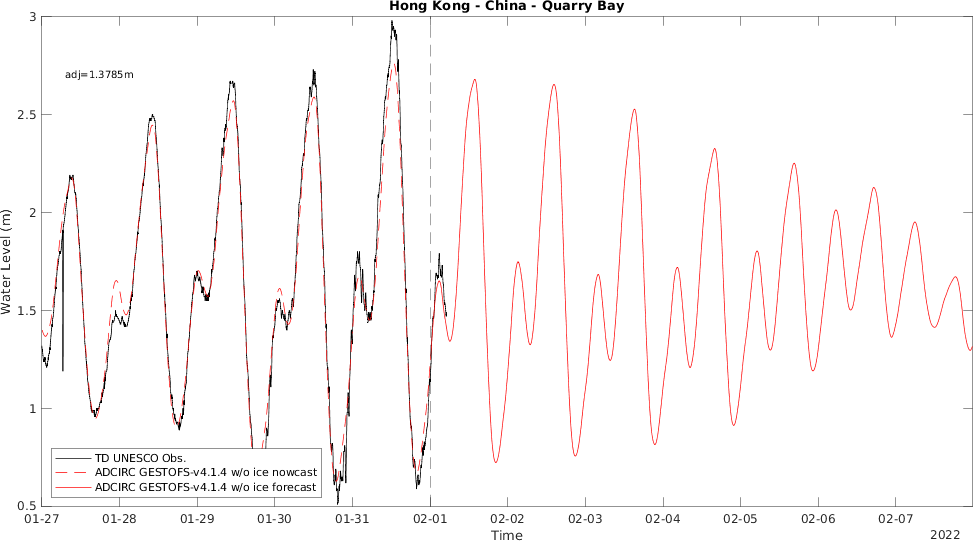 Hong Kong - China - Quarry Bay
3
adj=1.3785m
2.5
2
Water Level (m)
1.5
1
TD UNESCO Obs.
ADCIRC GESTOFS-v4.1.4 w/o ice nowcast
ADCIRC GESTOFS-v4.1.4 w/o ice forecast
0.5
01-27 01-28 01-29 01-30 01-31 02-01 02-02 02-03 02-04 02-05 02-06 02-07
Time
2022